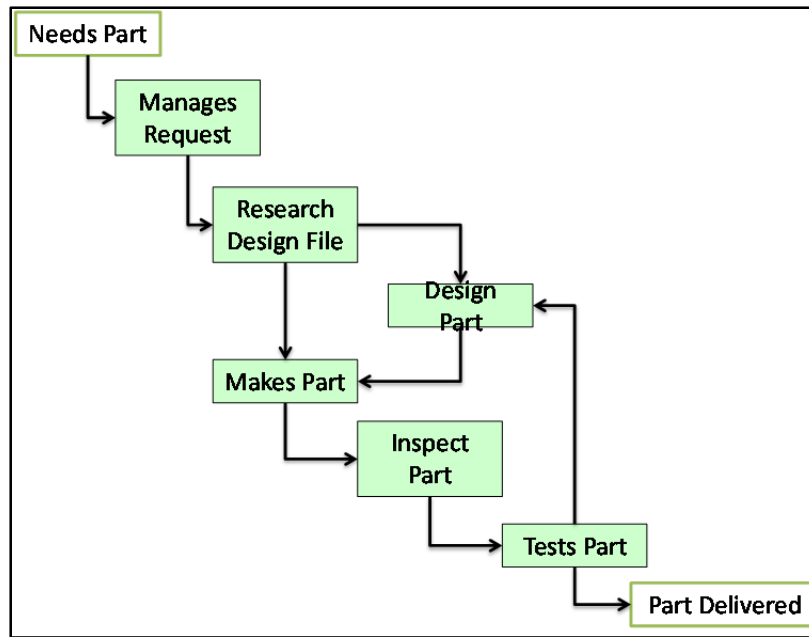 Needs Part
Manages
Request
Research
Design File
Design
Part
Makes Part
Inspect
Part
Tests Part
Part Delivered